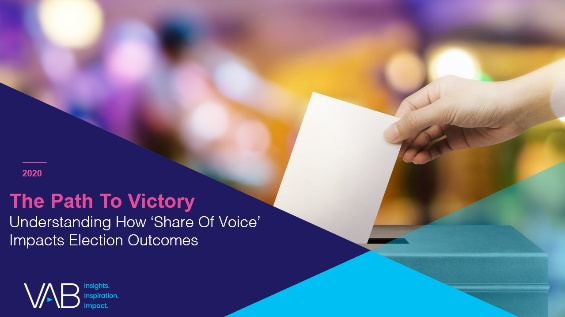 2020
The Path To Victory
Understanding How ‘Share Of Voice’
Impacts Election Outcomes
VAB
Insights.
Inspiration.
Impact.